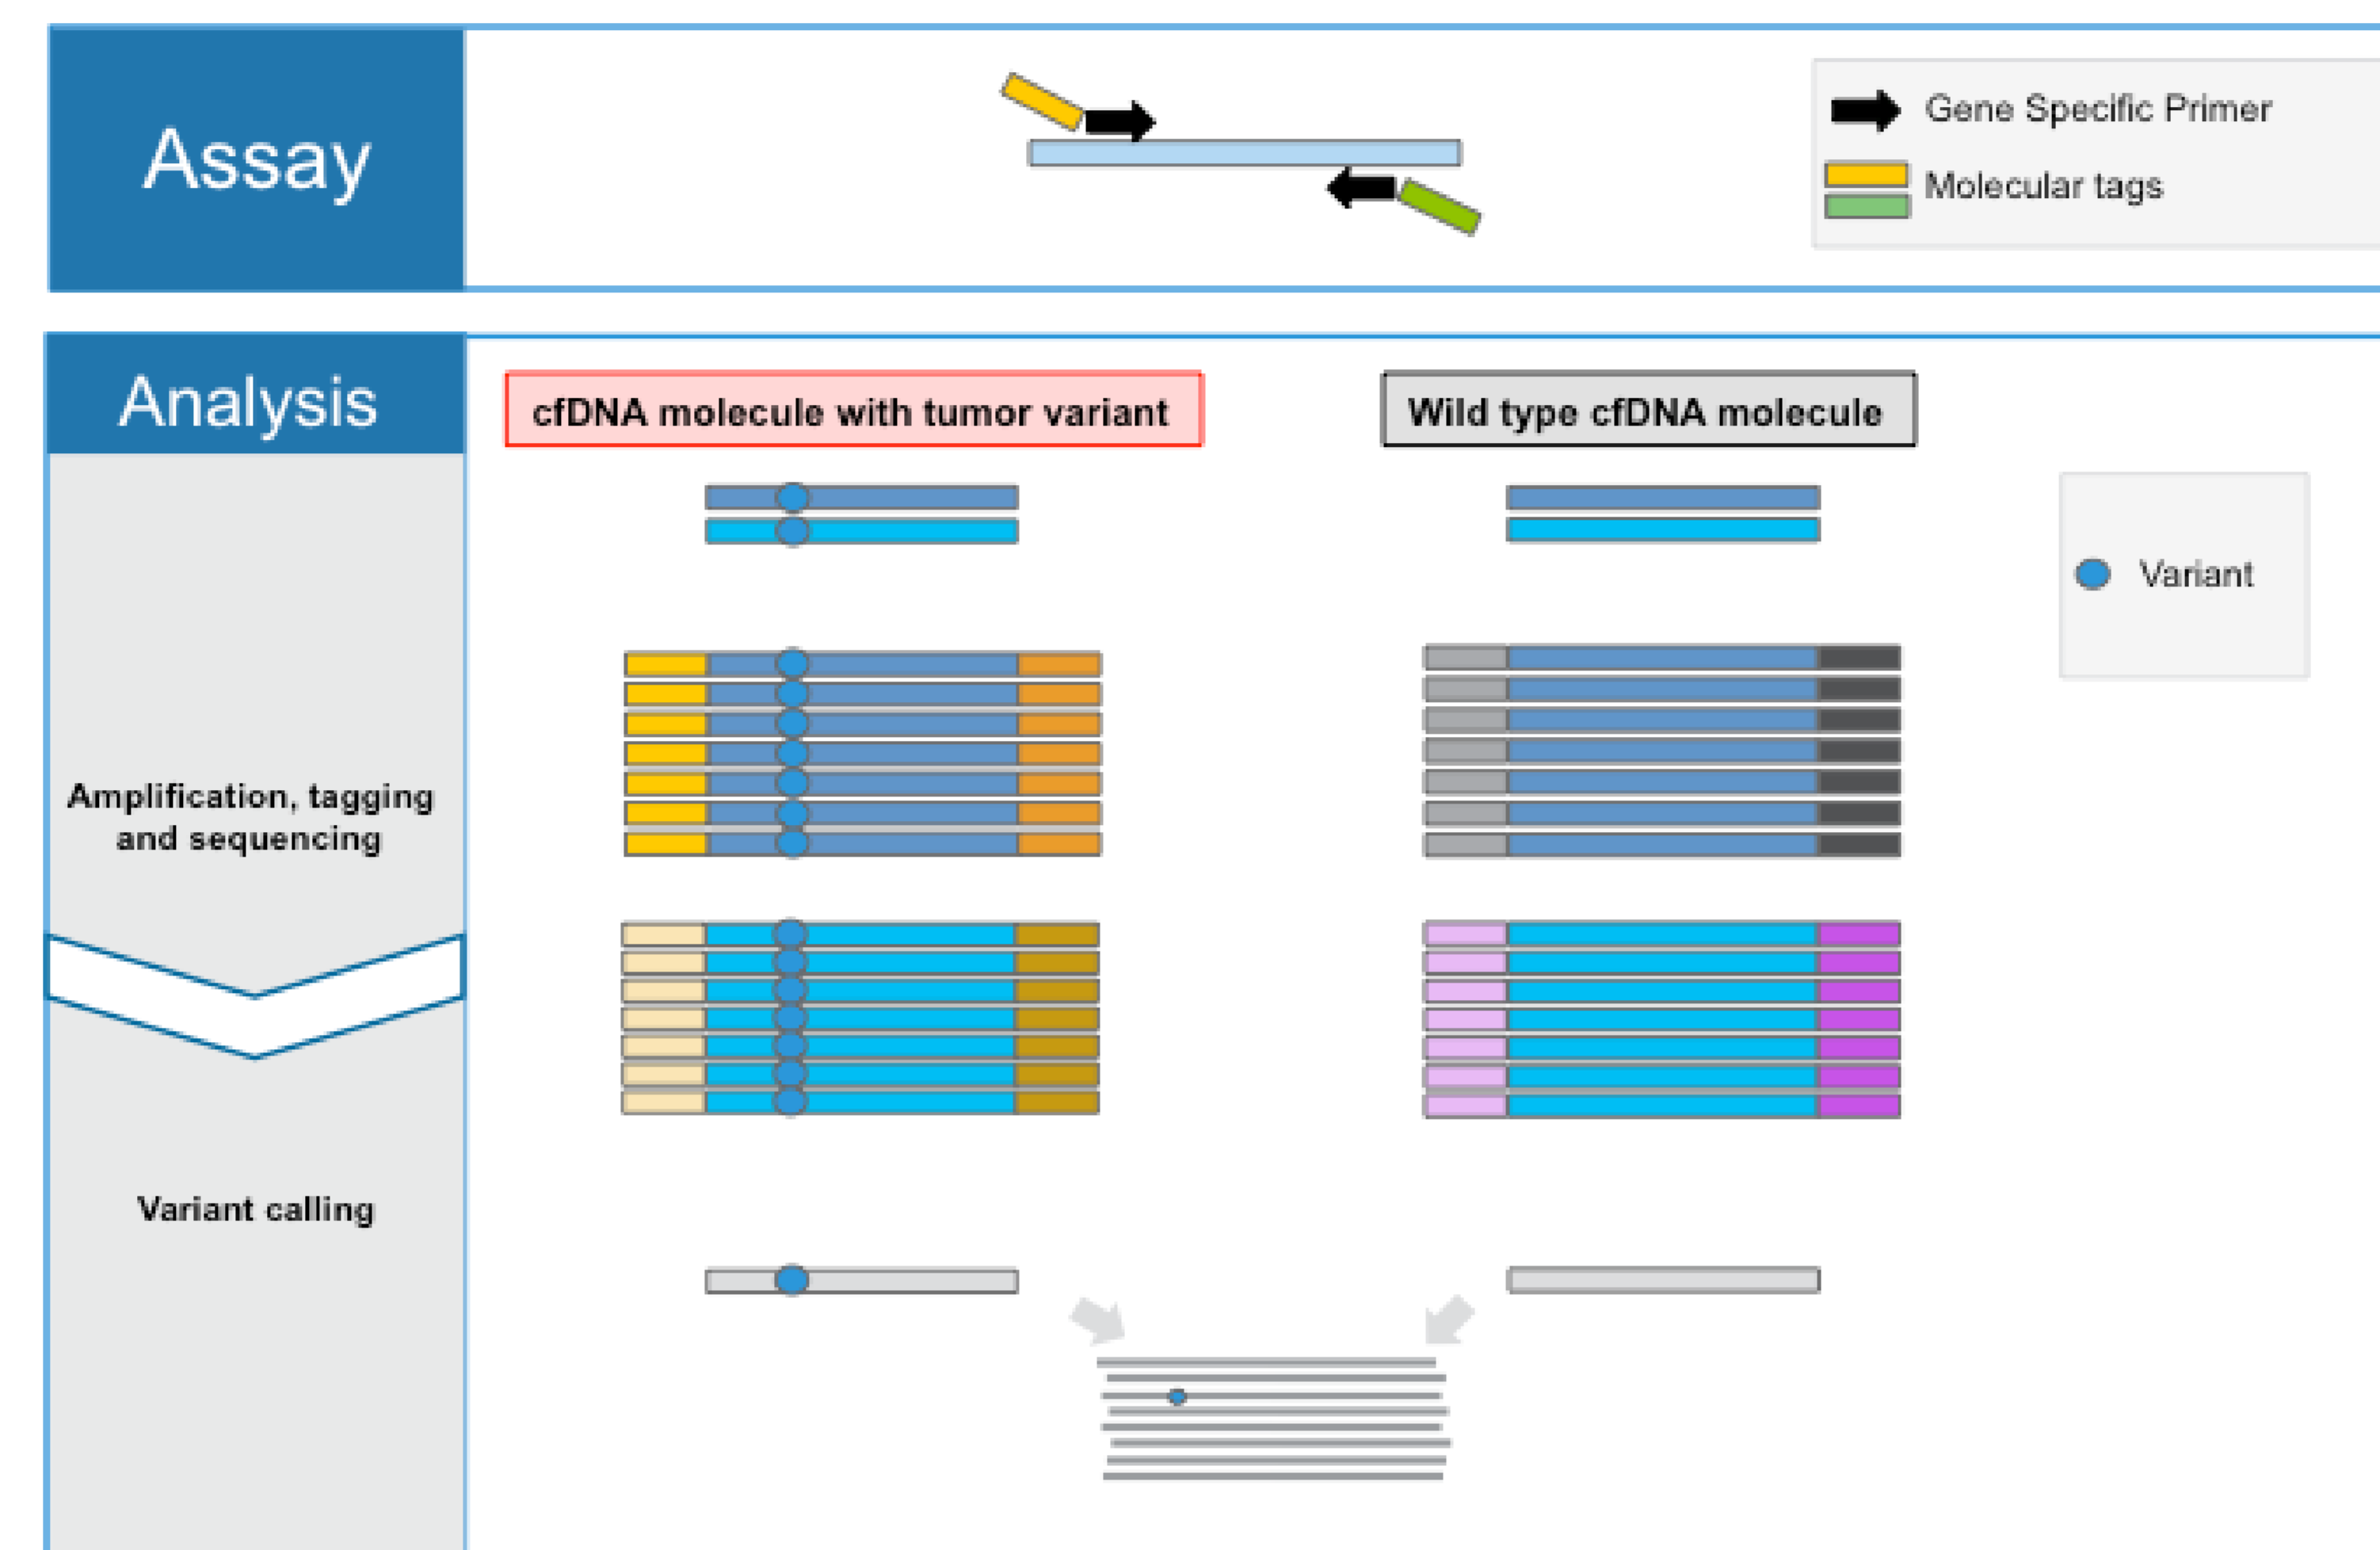 Assay
Gene Specific Primer
Molecular tags
Analysis
cfDNA molecule with tumor variant
Wild type cfDNA molecule
Variant
Amplification, tagging
and sequencing
Variant calling